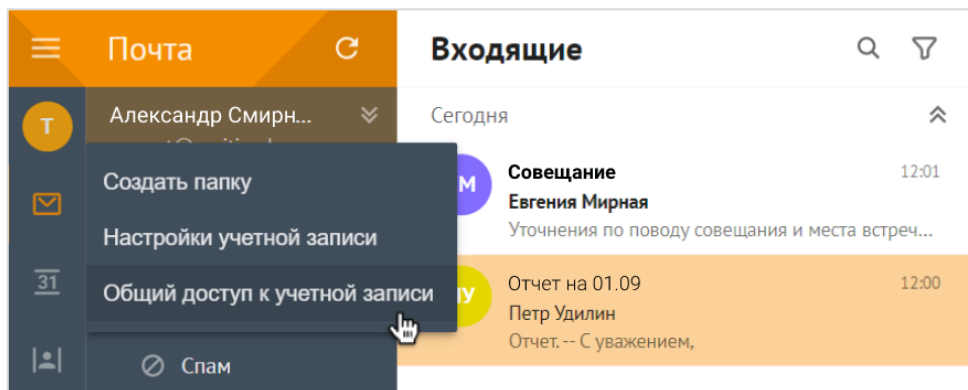 Почта
Входящие
Александр Смирн...
Сегодня
Т
Создать папку
Настройки учетной записи
Общий доступ к учетной записи
31
Спам
М
Совещание
12:01
Евгения Мирная
Уточнения по поводу совещания и места встреч...
У
Отчет на 01.09
12:00
Петр Удилин
Отчет. -- С уважением,